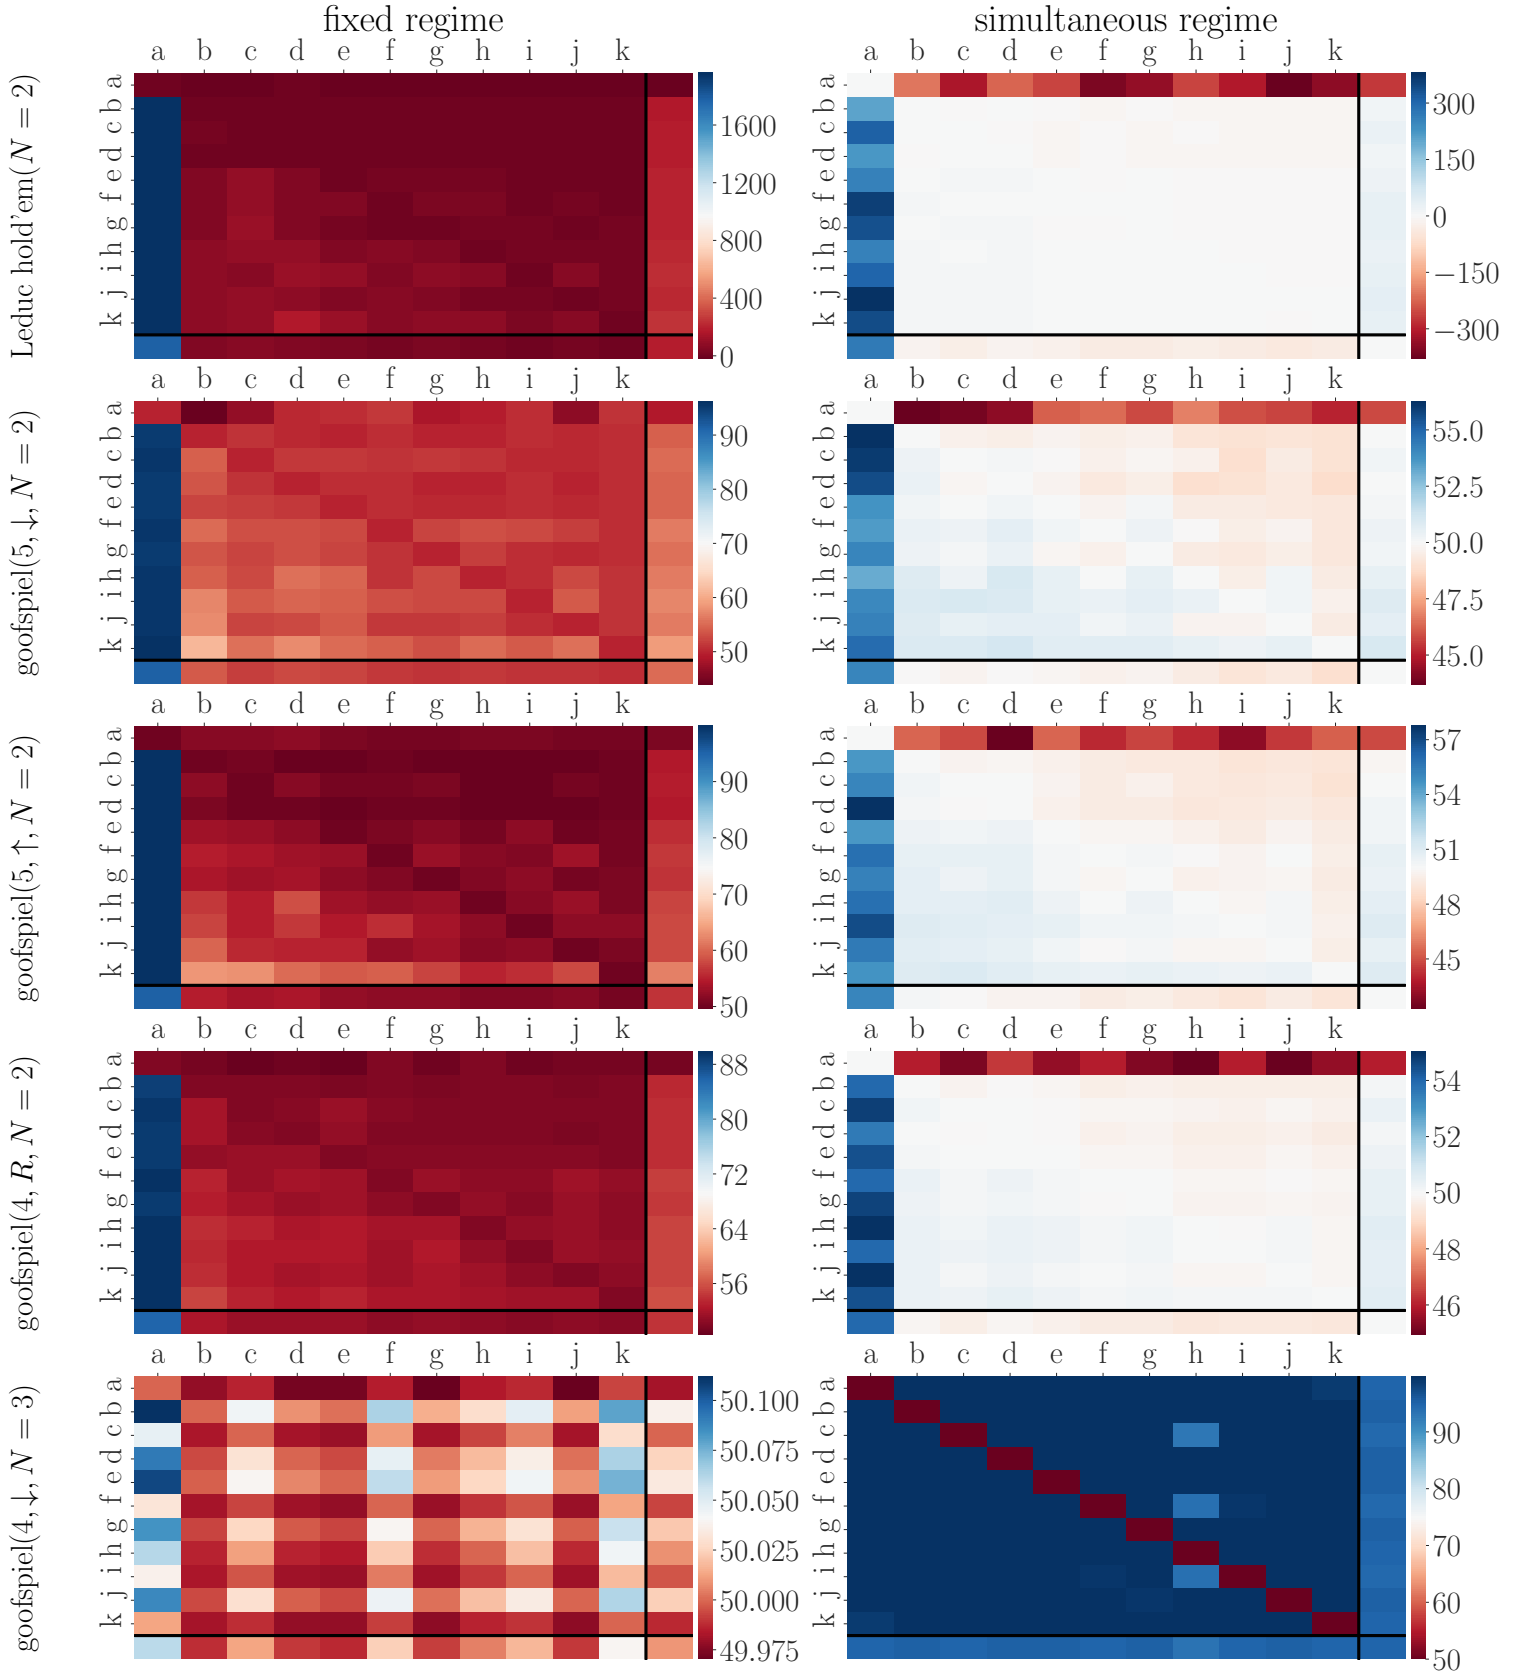 fixed regime
simultaneous regime
a b c d e f g h i j k
a b c d e f g h i j k
Leduc hold'em(N = 2)
a b c d e f g h i j k
1600
1200
800
400
0
a b c d e f g h i j k
300
150
0
−150
−300
a b c d e f g h i j k
a b c d e f g h i j k
goofspiel(5, ↓, N = 2)
a b c d e f g h i j k
90
80
70
60
50
a b c d e f g h i j k
55.0
52.5
50.0
47.5
45.0
a b c d e f g h i j k
a b c d e f g h i j k
goofspiel(5, ↑, N = 2)
a b c d e f g h i j k
90
80
70
60
50
a b c d e f g h i j k
57
54
51
48
45
a b c d e f g h i j k
a b c d e f g h i j k
goofspiel(4, R, N = 2)
a b c d e f g h i j k
88
80
72
64
56
a b c d e f g h i j k
54
52
50
48
46
a b c d e f g h i j k
a b c d e f g h i j k
goofspiel(4, ↓, N = 3)
a b c d e f g h i j k
50.100
50.075
50.050
50.025
50.000
49.975
a b c d e f g h i j k
90
80
70
60
50